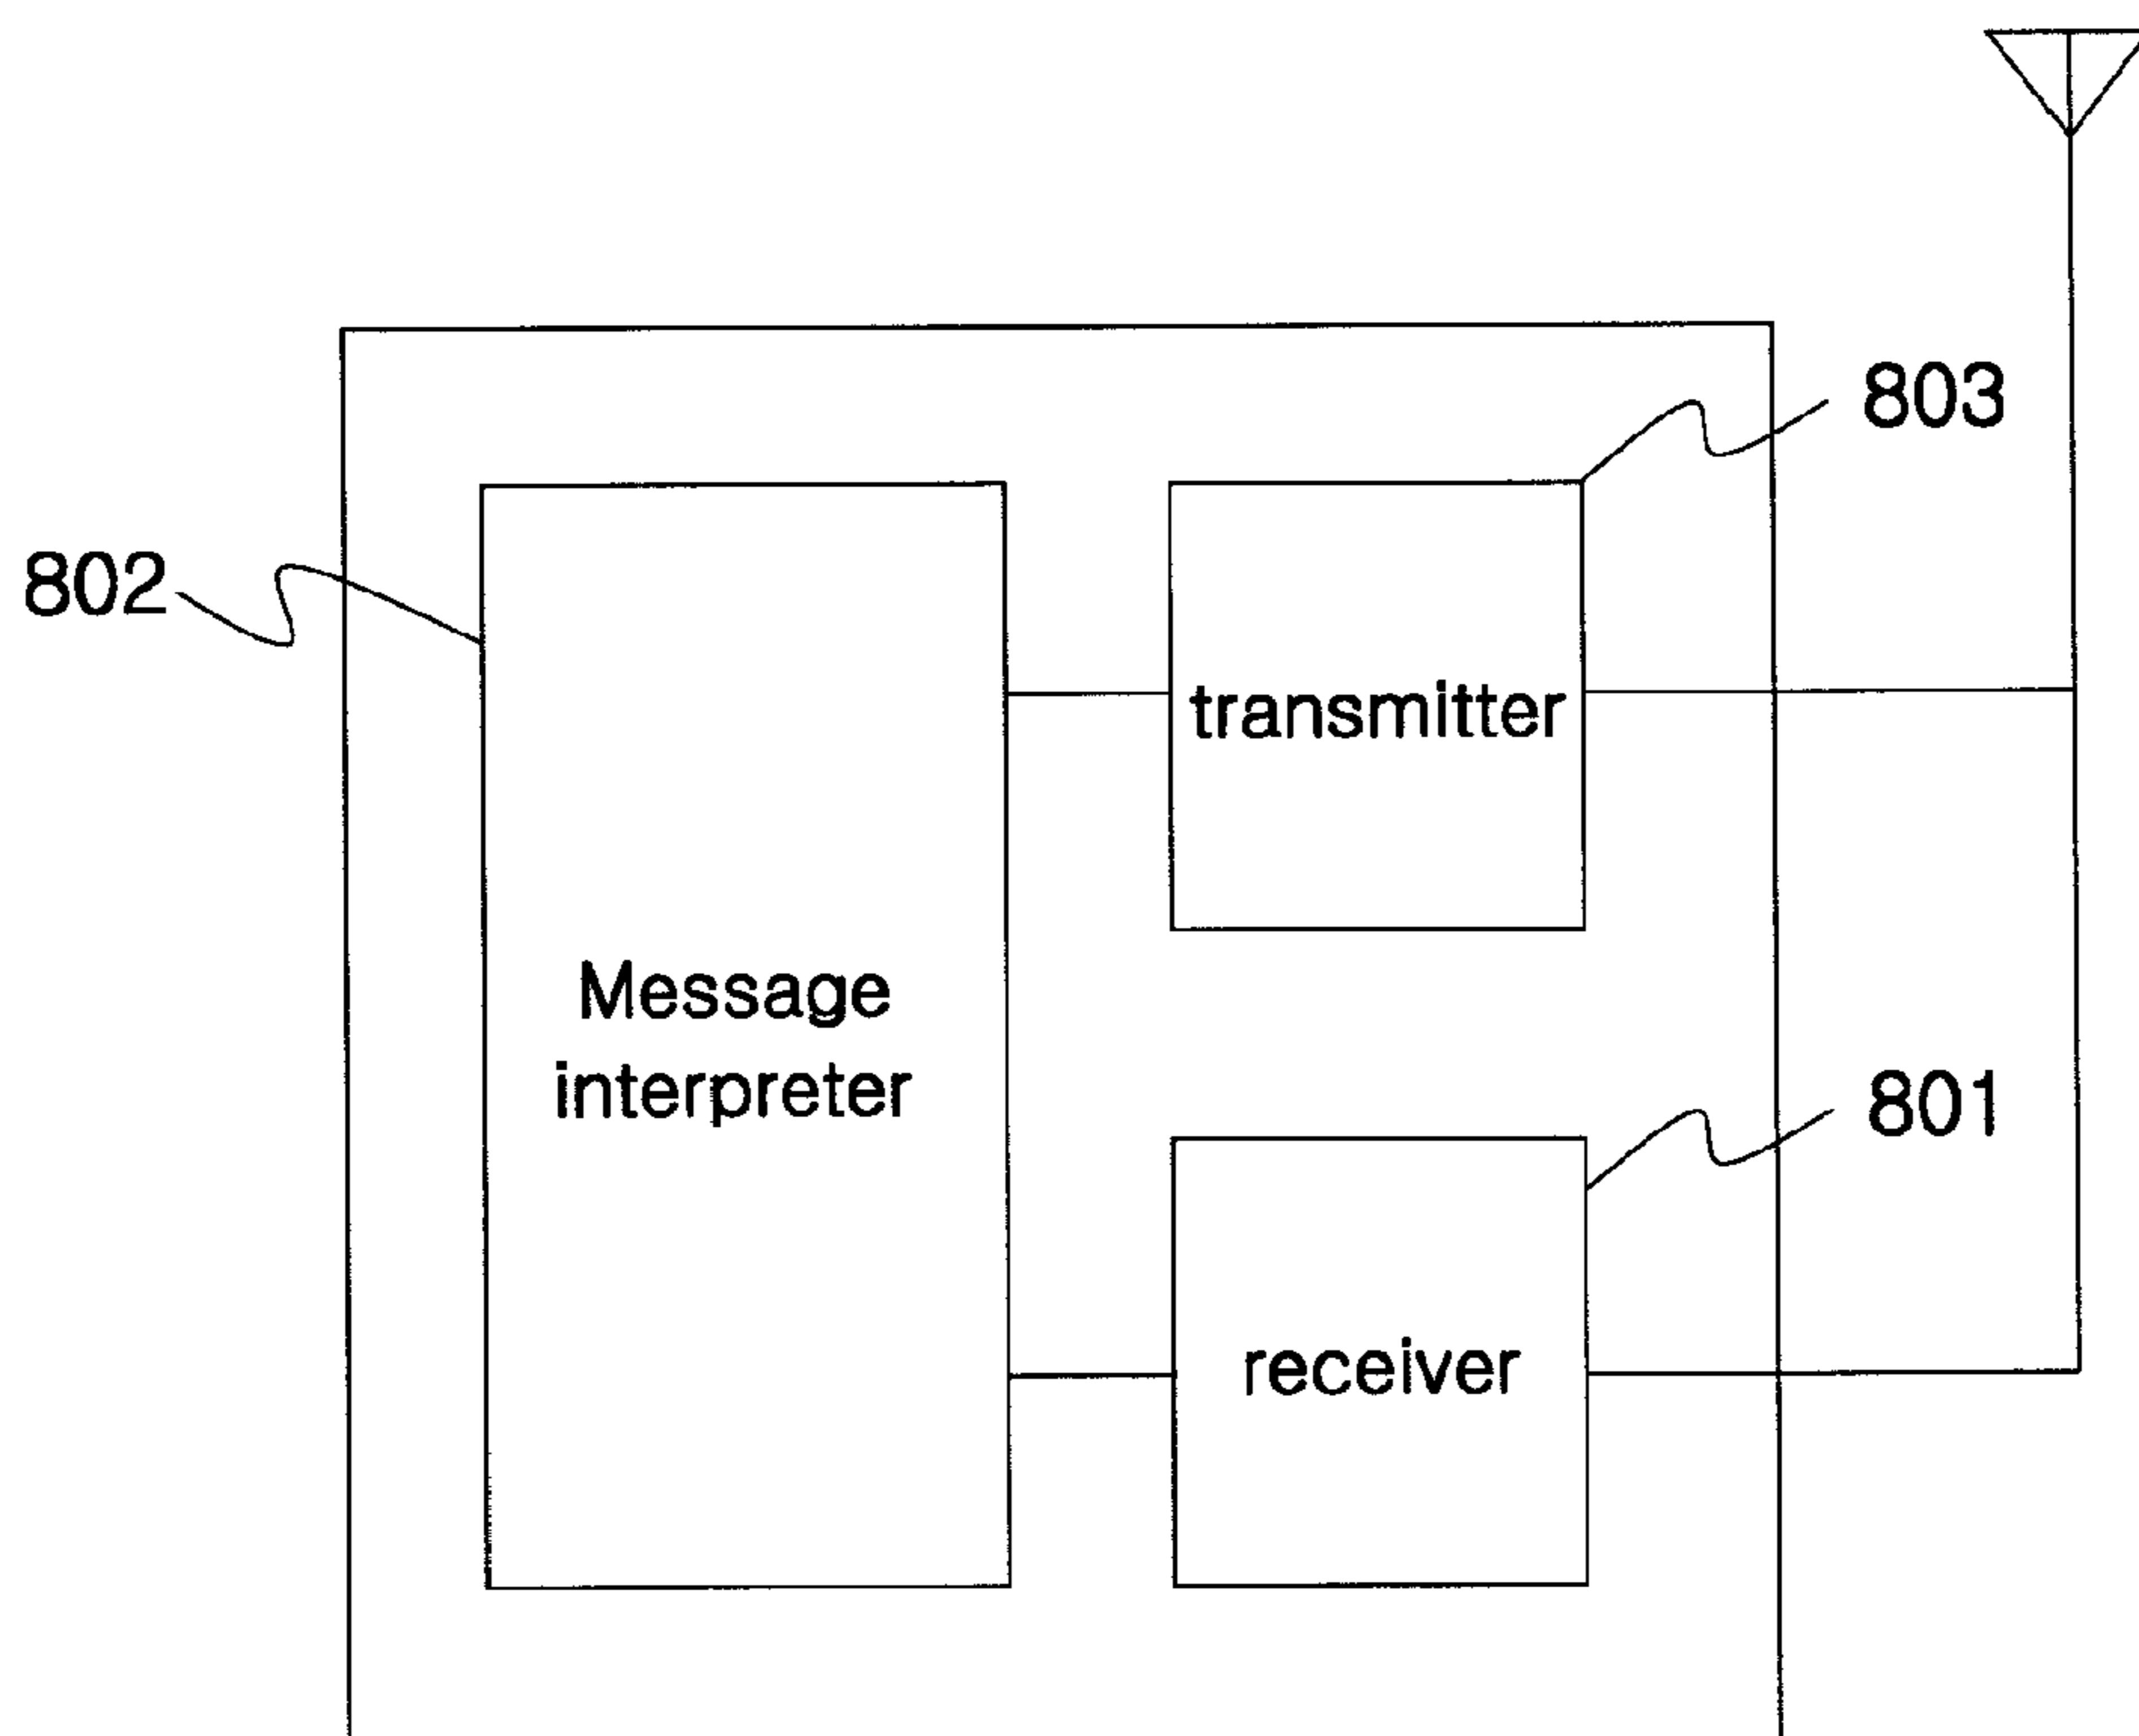 803
802
transmitter
Message
interpreter
801
receiver